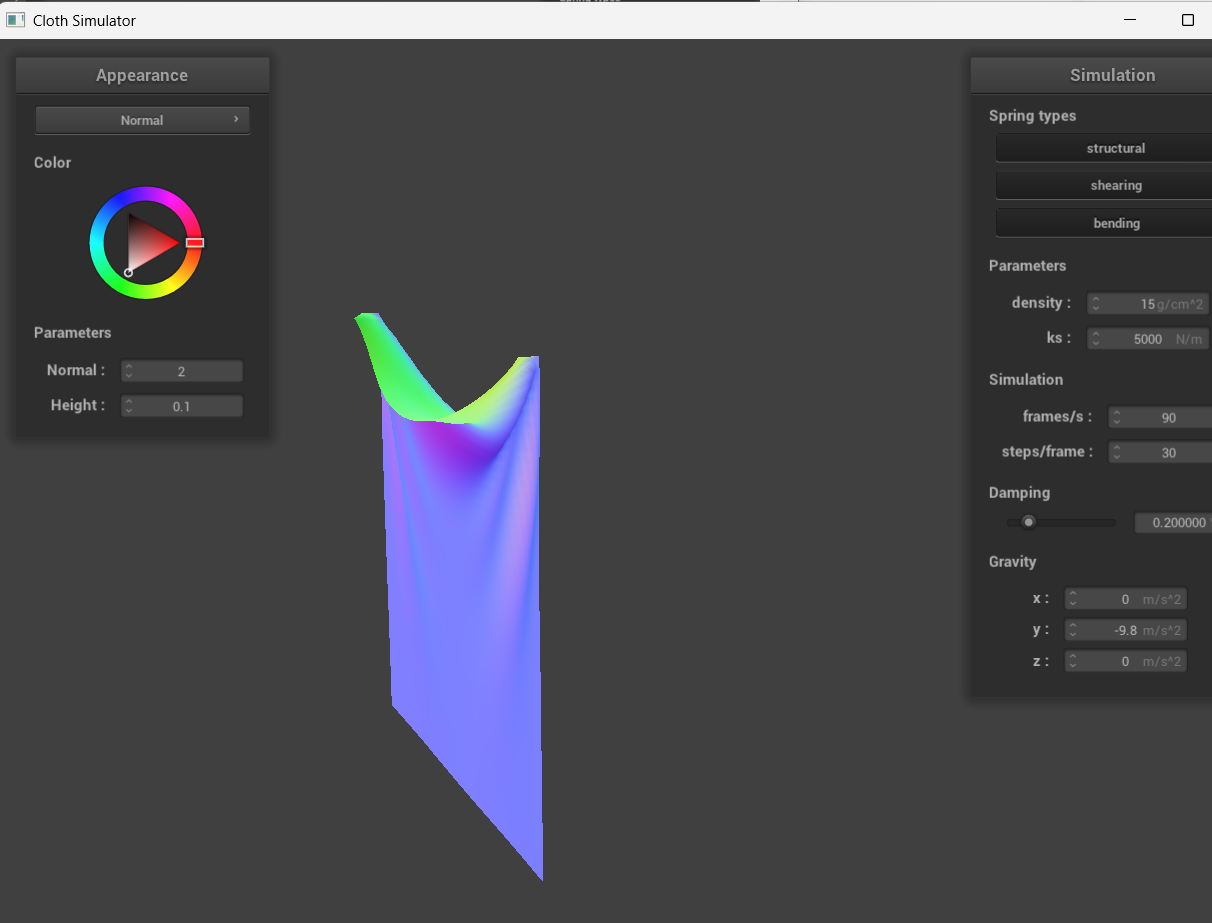 Cloth Simulator
Appearance
Normal
Color
Parameters
Normal : 2
Height : 0.1
Simulation
Spring types
structural
shearing
bending
Parameters
density : 15 g/cm^2
ks : 5000 N/m
Simulation
frames/s : 90
steps/frame : 30
Damping
0.200000
Gravity
x : 0 m/s^2
y : -9.8 m/s^2
z : 0 m/s^2